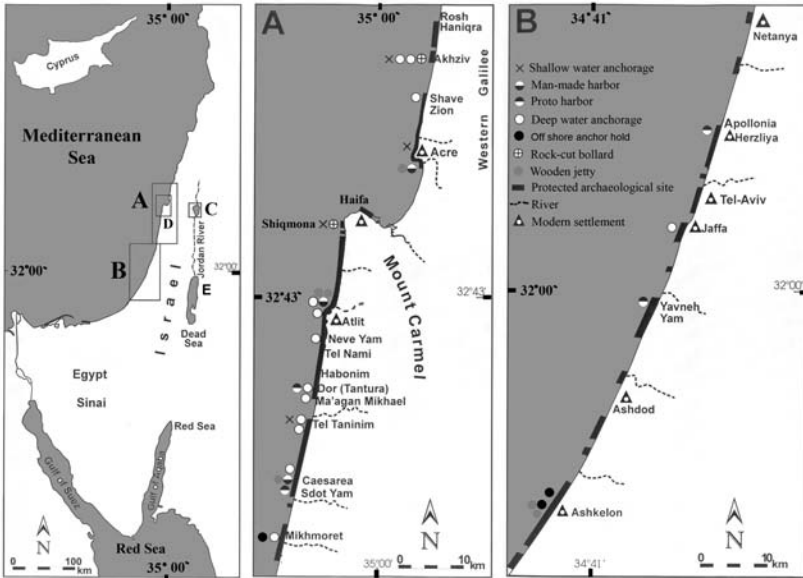 35°00'
Cyprus
Mediterranean
Sea
A
D
C
B
Israel
Jordan River
32°00'
32°00'
E
Dead
Sea
Egypt
Sinai
Red Sea
Gulf of Suez
Gulf of Aqaba
N
0 100
km
Red Sea
35°00'
A
35°00'
Rosh
Haniqra
Akhziv
Shave
Zion
Western Galilee
Acre
Haifa
Shiqmona
Mount Carmel
32°43'
32°43'
Atlit
Neve Yam
Tel Nami
Habonim
Dor (Tantura)
Ma'agan Mikhael
Tel Taninim
Caesarea
Sdot Yam
Mikhmoret
N
35°00'
0 10
km
B
34°41'
Netanya
Shallow water anchorage
Man-made harbor
Proto harbor
Deep water anchorage
Off shore anchor hold
Rock-cut bollard
Wooden jetty
Protected archaeological site
River
Modern settlement
Apollonia
Herzliya
Tel-Aviv
Jaffa
32°00'
32°00'
Yavneh
Yam
Ashdod
Ashkelon
N
34°41'
0 10
km